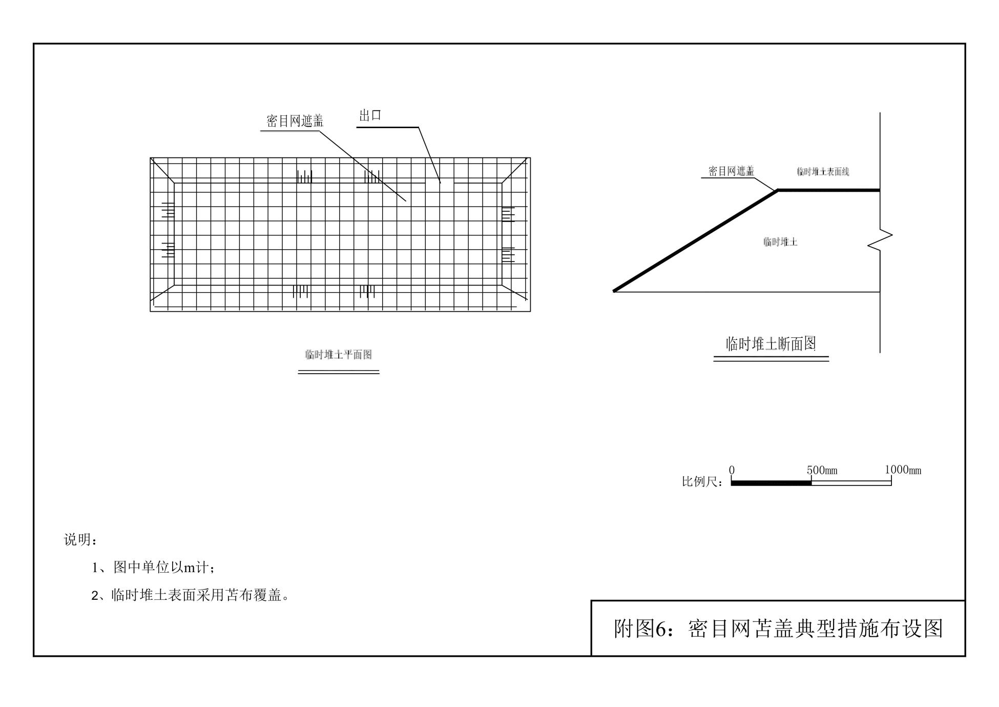 密目网遮盖
出口
密目网遮盖
临时堆土表面线
临时堆土
临时堆土平面图
临时堆土断面图
0 500mm 1000mm
比例尺：
说明：
1、图中单位以m计；
2、临时堆土表面采用苫布覆盖。
附图6：密目网苫盖典型措施布设图